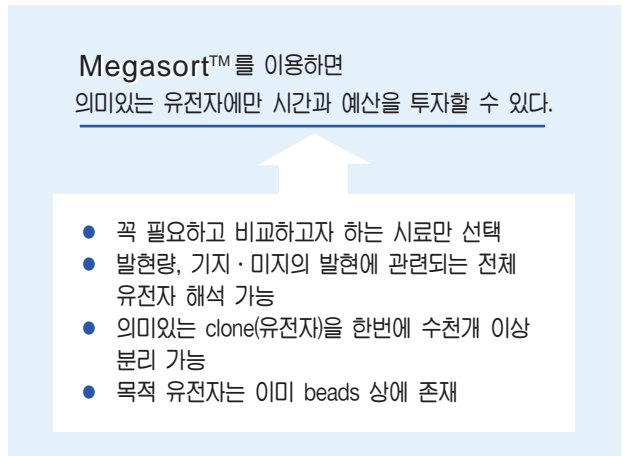 Megasort™를 이용하면
의미있는 유전자에만 시간과 예산을 투자할 수 있다.
● 꼭 필요하고 비교하고자 하는 시료만 선택
● 발현량, 기지·미지의 발현에 관련되는 전체
유전자 해석 가능
● 의미있는 clone(유전자)을 한번에 수천개 이상
분리 가능
● 목적 유전자는 이미 beads 상에 존재